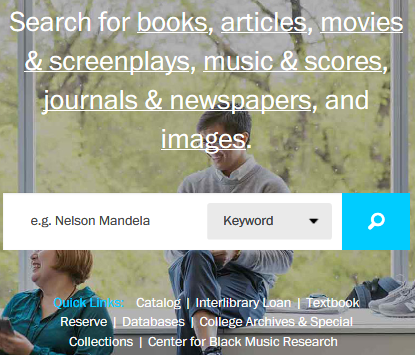 Search for books, articles, movies
& screenplays, music & scores,
journals & newspapers, and
images.
e.g. Nelson Mandela
Keyword
Quick Links: Catalog | Interlibrary Loan | Textbook
Reserve | Databases | College Archives & Special
Collections | Center for Black Music Research